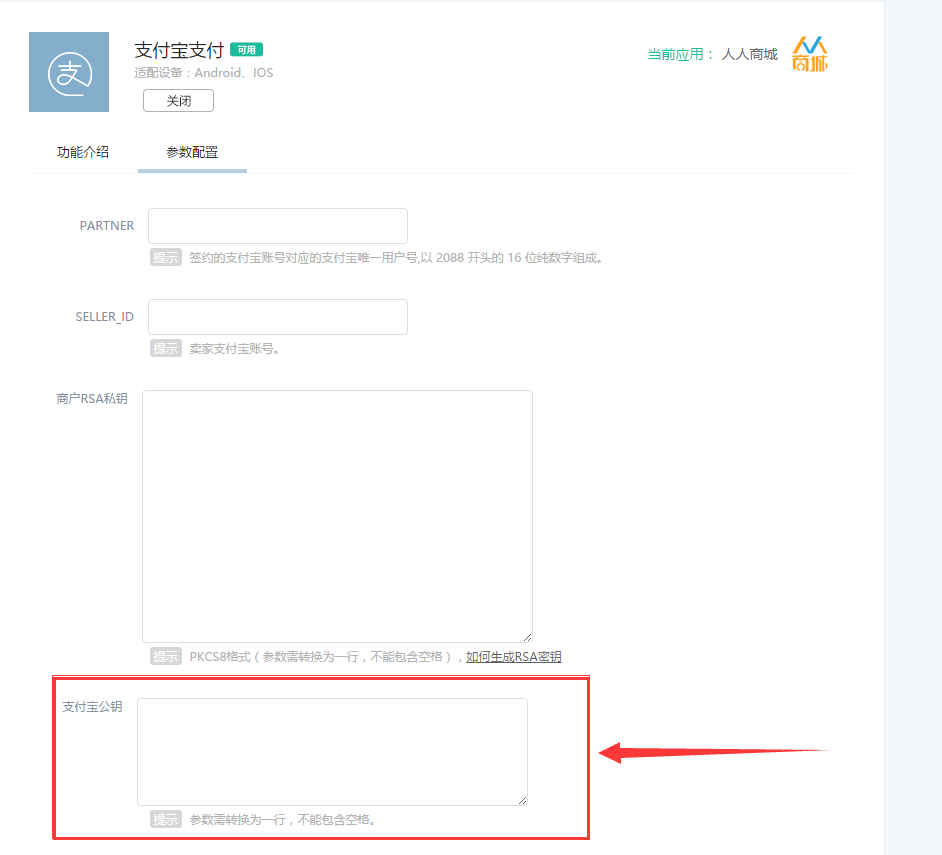 支付宝支付 可用
适配设备：Android、IOS
关闭
当前应用： 人人商城
商城
功能介绍 参数配置
PARTNER
提示 签约的支付宝账号对应的支付宝唯一用户号,以 2088 开头的 16 位纯数字组成。
SELLER_ID
提示 卖家支付宝账号。
商户RSA私钥
提示 PKCS8格式（参数需转换为一行，不能包含空格），如何生成RSA密钥
支付宝公钥
提示 参数需转换为一行，不能包含空格。